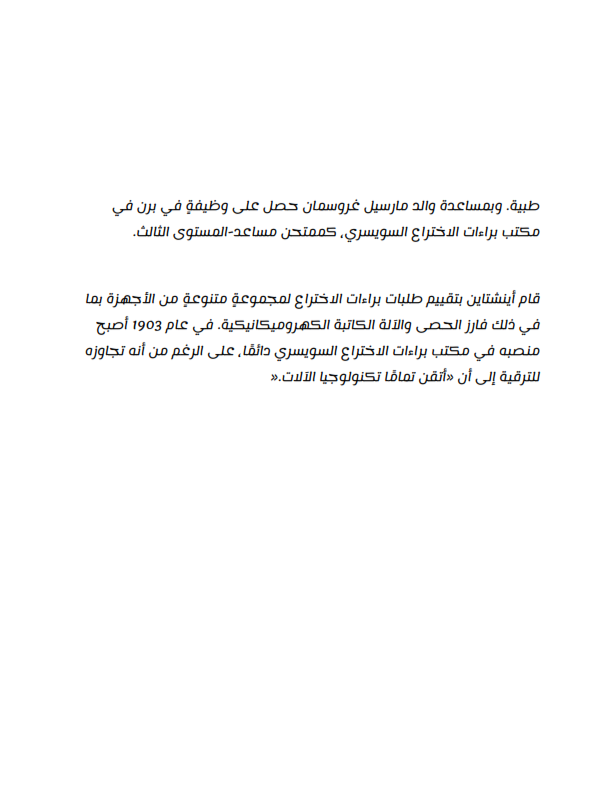 طبية. وبمساعدة والد مارسيل غروسمان حصل على وظيفةٍ في برن في
مكتب براءات الاختراع السويسري، كممتحن مساعد-المستوى الثالث.
قام أينشتاين بتقييم طلبات براءات الاختراع لمجموعةٍ متنوعةٍ من الأجهزة بما
في ذلك فارز الحصى والآلة الكاتبة الكهروميكانيكية. في عام 1903 أصبح
منصبه في مكتب براءات الاختراع السويسري دائمًا، على الرغم من أنه تجاوزه
للترقية إلى أن «أتقن تمامًا تكنولوجيا الآلات.»